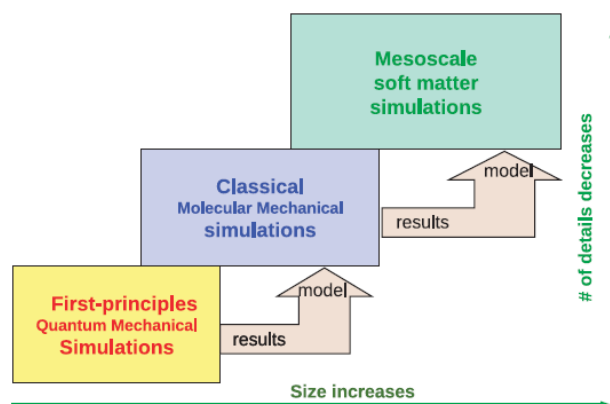 Mesoscale
soft matter
simulations
model
Classical
Molecular Mechanical
simulations
results
model
First-principles
Quantum Mechanical
Simulations
results
Size increases
# of details decreases